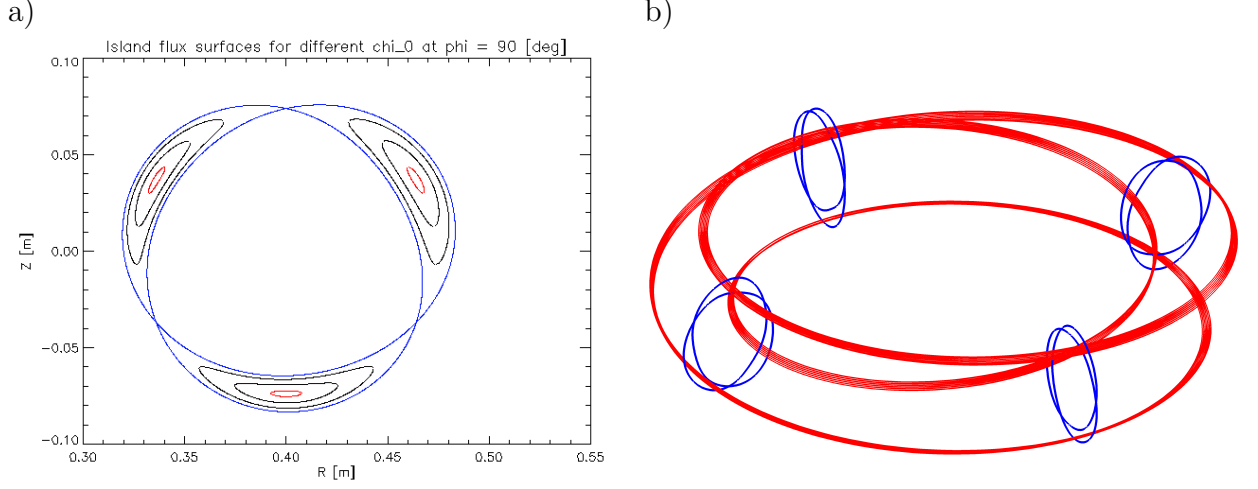 a)
b)
Island flux surfaces for different chi_0 at phi = 90 [deg]
0.10
0.05
0.00
−0.05
−0.10
Z [m]
0.30
0.35
0.40
0.45
0.50
0.55
R [m]